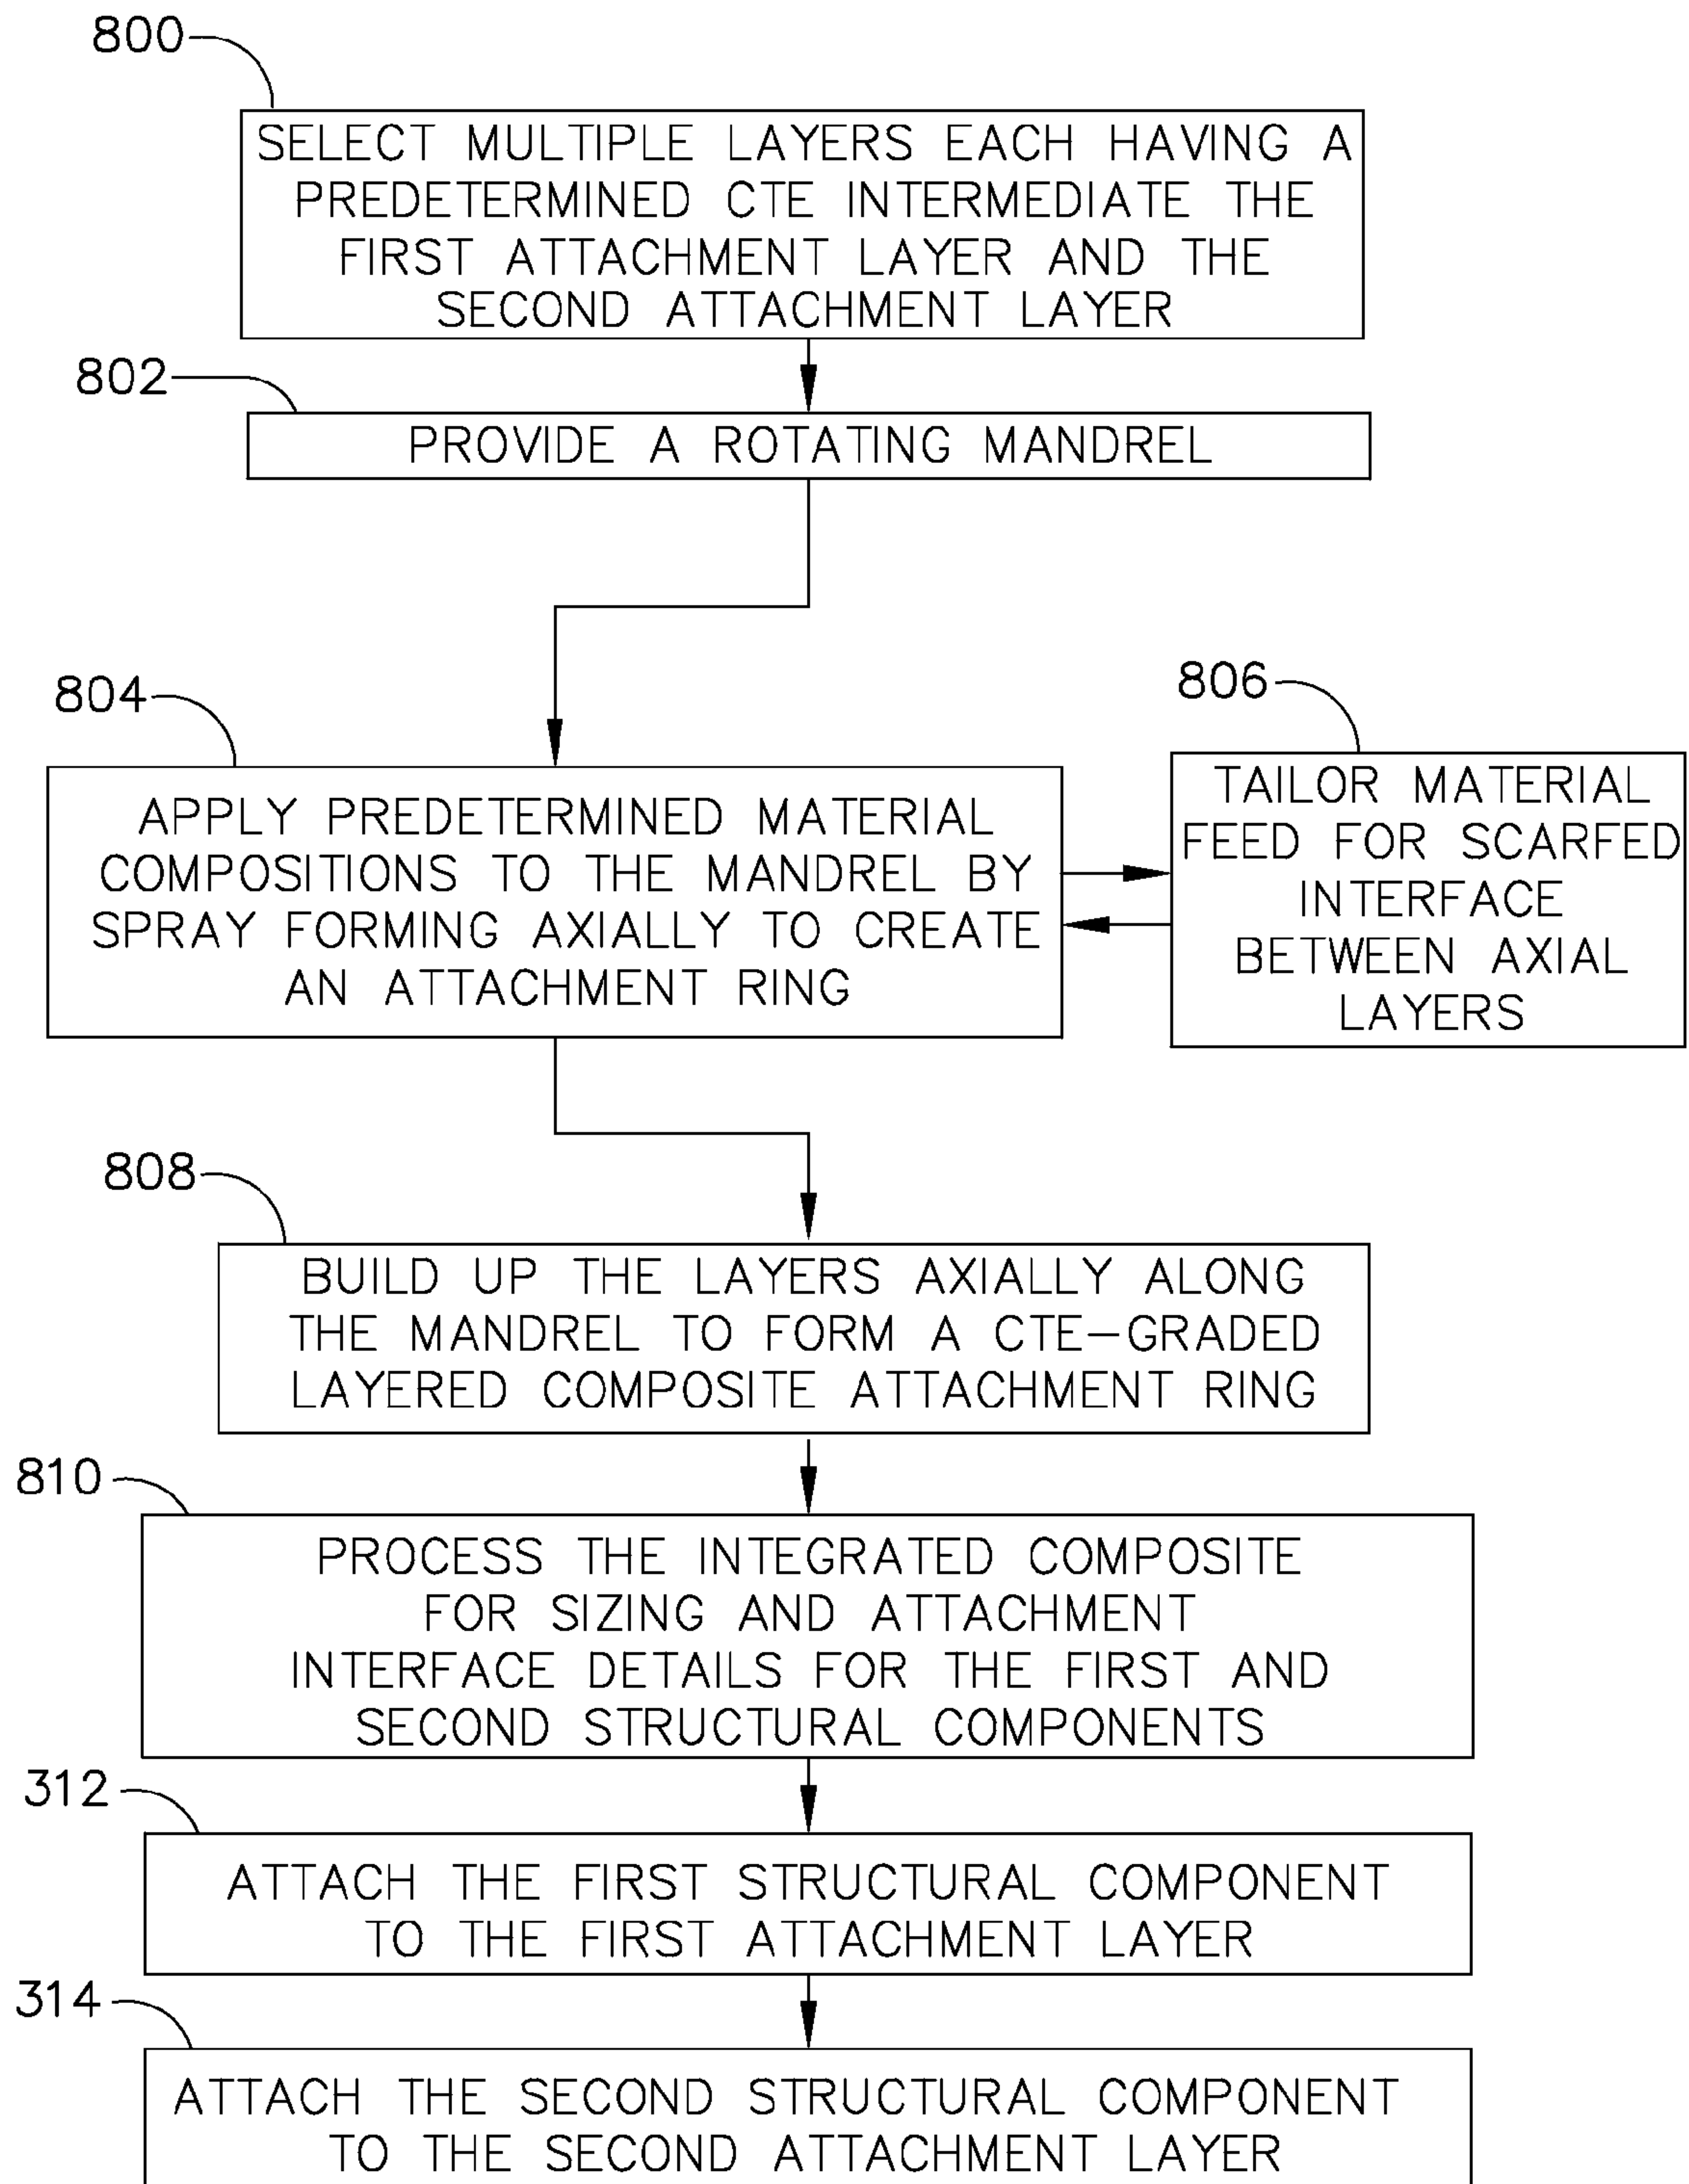 800
SELECT MULTIPLE LAYERS EACH HAVING A
PREDETERMINED CTE INTERMEDIATE THE
FIRST ATTACHMENT LAYER AND THE
SECOND ATTACHMENT LAYER
802
PROVIDE A ROTATING MANDREL
804
APPLY PREDETERMINED MATERIAL
COMPOSITIONS TO THE MANDREL BY
SPRAY FORMING AXIALLY TO CREATE
AN ATTACHMENT RING
806
TAILOR MATERIAL
FEED FOR SCARFED
INTERFACE
BETWEEN AXIAL
LAYERS
808
BUILD UP THE LAYERS AXIALLY ALONG
THE MANDREL TO FORM A CTE-GRADED
LAYERED COMPOSITE ATTACHMENT RING
810
PROCESS THE INTEGRATED COMPOSITE
FOR SIZING AND ATTACHMENT
INTERFACE DETAILS FOR THE FIRST AND
SECOND STRUCTURAL COMPONENTS
312
ATTACH THE FIRST STRUCTURAL COMPONENT
TO THE FIRST ATTACHMENT LAYER
314
ATTACH THE SECOND STRUCTURAL COMPONENT
TO THE SECOND ATTACHMENT LAYER